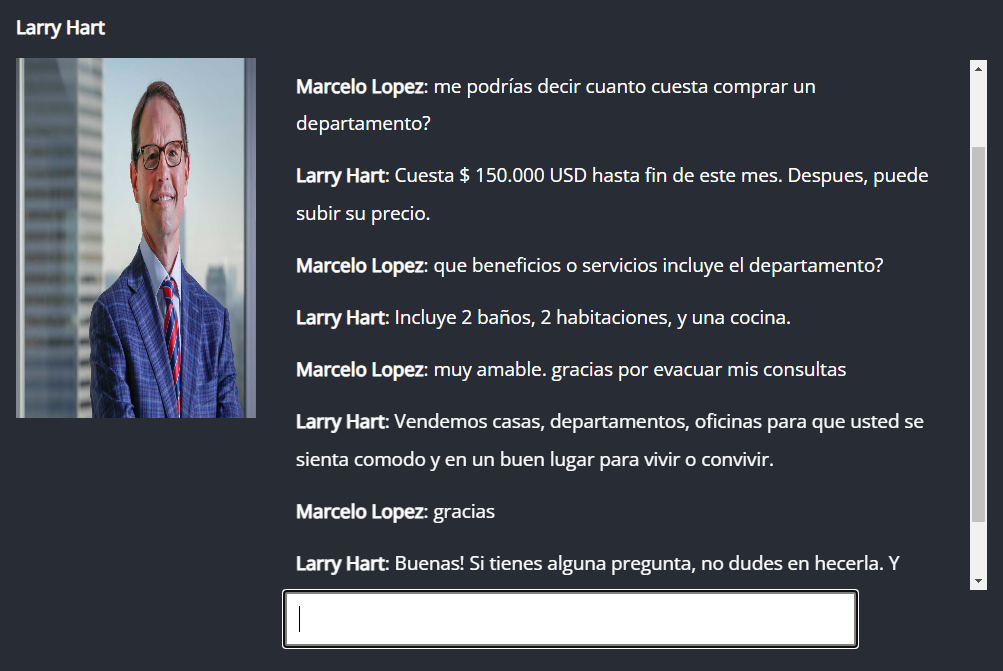 Larry Hart
Marcelo Lopez: me podrías decir cuanto cuesta comprar un
departamento?
Larry Hart: Cuesta $ 150.000 USD hasta fin de este mes. Despues, puede
subir su precio.
Marcelo Lopez: que beneficios o servicios incluye el departamento?
Larry Hart: Incluye 2 baños, 2 habitaciones, y una cocina.
Marcelo Lopez: muy amable. gracias por evacuar mis consultas
Larry Hart: Vendemos casas, departamentos, oficinas para que usted se
sienta comodo y en un buen lugar para vivir o convivir.
Marcelo Lopez: gracias
Larry Hart: Buenas! Si tienes alguna pregunta, no dudes en hecerla. Y